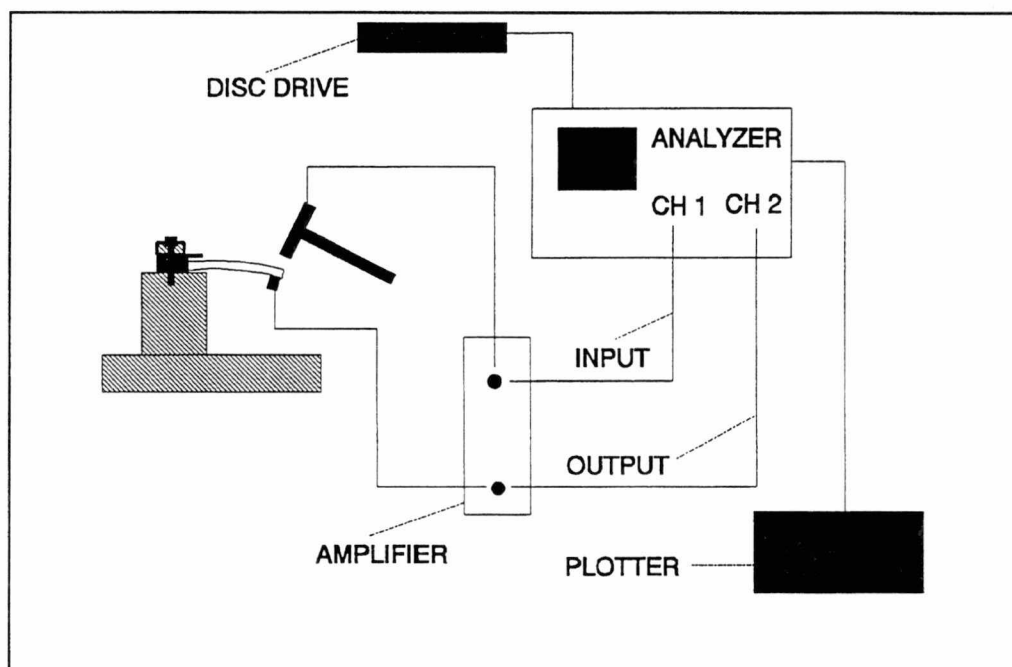 DISC DRIVE
ANALYZER
CH 1 CH 2
INPUT
OUTPUT
AMPLIFIER
PLOTTER